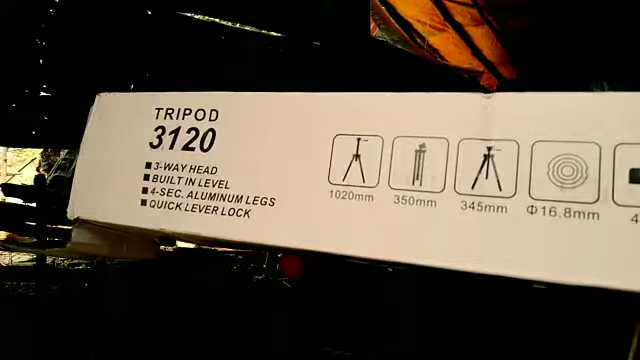 TRIPOD
3120
■ 3-WAY HEAD
■ BUILT IN LEVEL
■ 4-SEC. ALUMINUM LEGS
■ QUICK LEVER LOCK
1020mm
350mm
345mm
Φ16.8mm
4